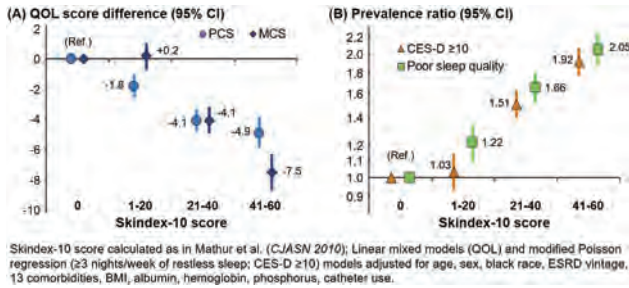 (A) QOL score difference (95% CI)
PCS MCS
(Ref.)
+0.2
-1.8
-4.1
-4.1
-4.9
-7.5
0
-2
-4
-6
-8
-10
0 1-20 21-40 41-60
Skindex-10 score
(B) Prevalence ratio (95% CI)
CES-D ≥10
Poor sleep quality
(Ref.)
1.03
1.22
1.51
1.66
1.92
2.05
2.2
2.0
1.8
1.6
1.4
1.2
1.0
0.9
0 1-20 21-40 41-60
Skindex-10 score
Skindex-10 score calculated as in Mathur et al. (CJASN 2010); Linear mixed models (QOL) and modified Poisson
regression (≥3 nights/week of restless sleep; CES-D ≥10) models adjusted for age, sex, black race, ESRD vintage,
13 comorbidities, BMI, albumin, hemoglobin, phosphorus, catheter use.